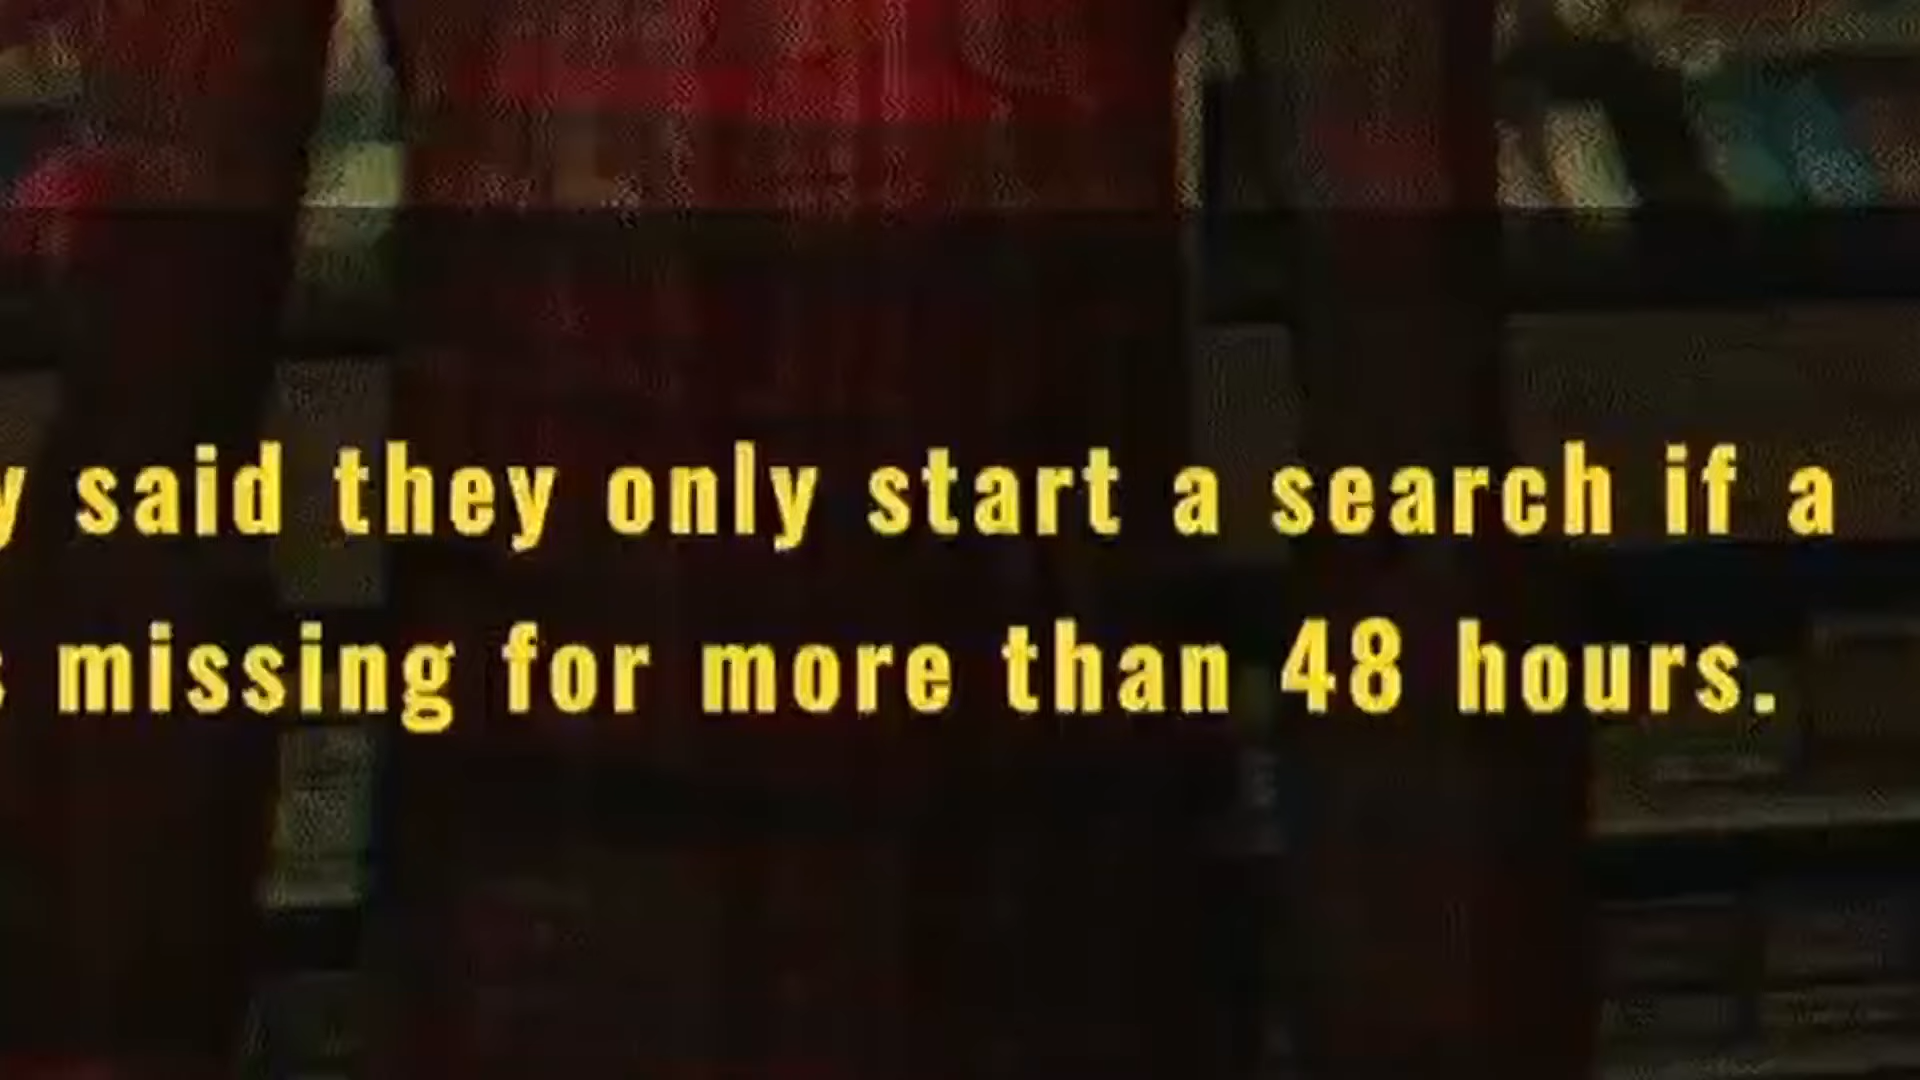 said they only start a search if a
missing for more than 48 hours.